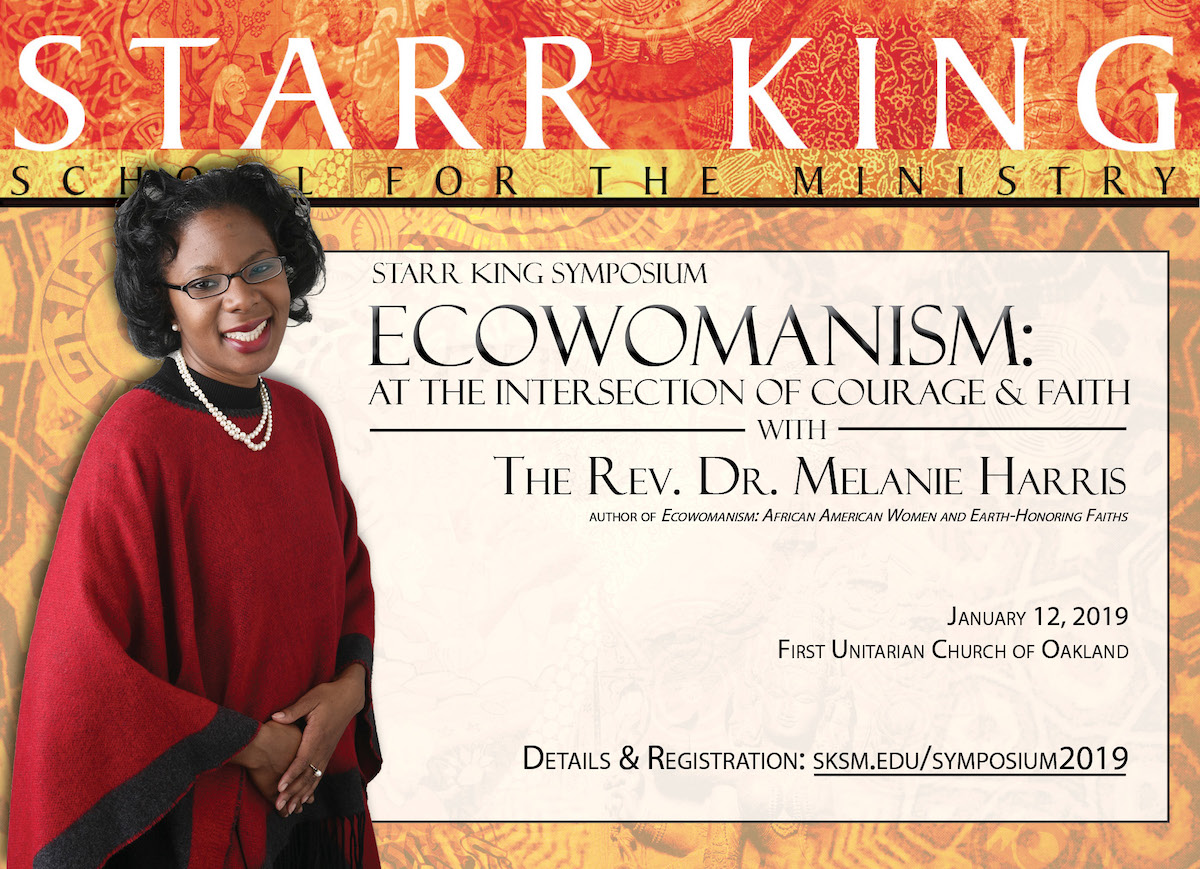 STARR KING
SCHOOL FOR THE MINISTRY
STARR KING SYMPOSIUM
ECOWOMANISM:
AT THE INTERSECTION OF COURAGE & FAITH
WITH
THE REV. DR. MELANIE HARRIS
AUTHOR OF ECOWOMANISM: AFRICAN AMERICAN WOMEN AND EARTH-HONORING FAITHS
JANUARY 12, 2019
FIRST UNITARIAN CHURCH OF OAKLAND
DETAILS & REGISTRATION: SKSM.EDU/SYMPOSIUM2019